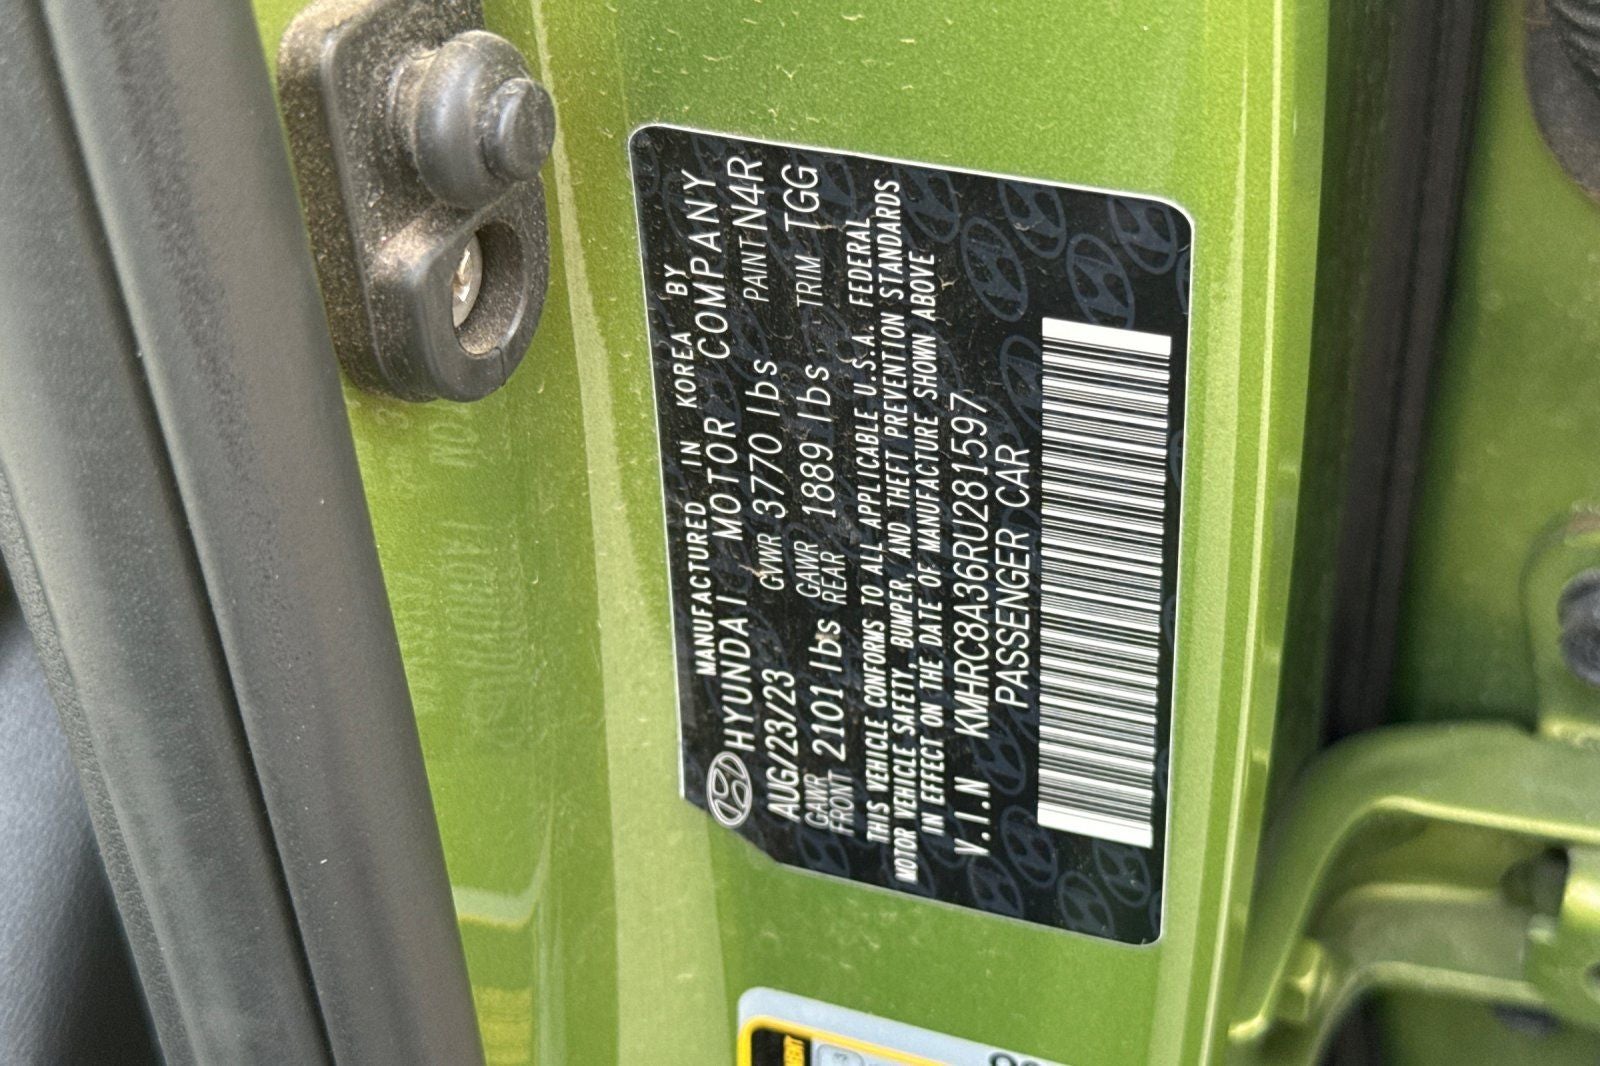 MANUFACTURED IN KOREA BY
HYUNDAI MOTOR COMPANY
AUG/23/23 GVWR 3770 lbs PAINT N4R
GAWR FRONT 2101 lbs GAWR REAR 1889 lbs TRIM TGG
THIS VEHICLE CONFORMS TO ALL APPLICABLE U.S.A. FEDERAL
MOTOR VEHICLE SAFETY, BUMPER, AND THEFT PREVENTION STANDARDS
IN EFFECT ON THE DATE OF MANUFACTURE SHOWN ABOVE
V.I.N KMHRC8A36RU281597
PASSENGER CAR